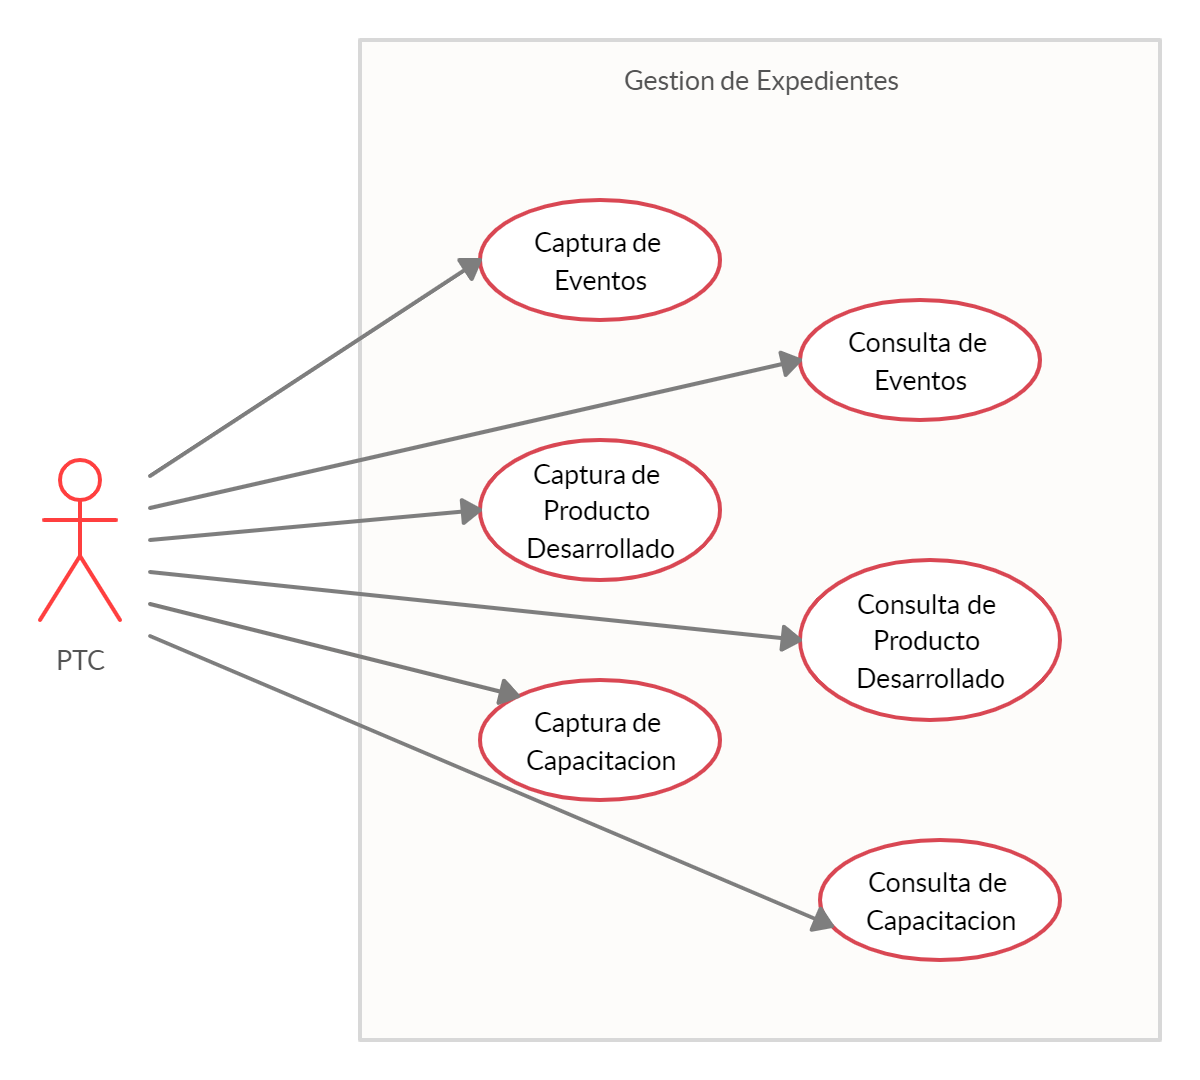 Gestion de Expedientes
Captura de
Eventos
Consulta de
Eventos
Captura de
Producto
Desarrollado
Consulta de
Producto
Desarrollado
PTC
Captura de
Capacitacion
Consulta de
Capacitacion